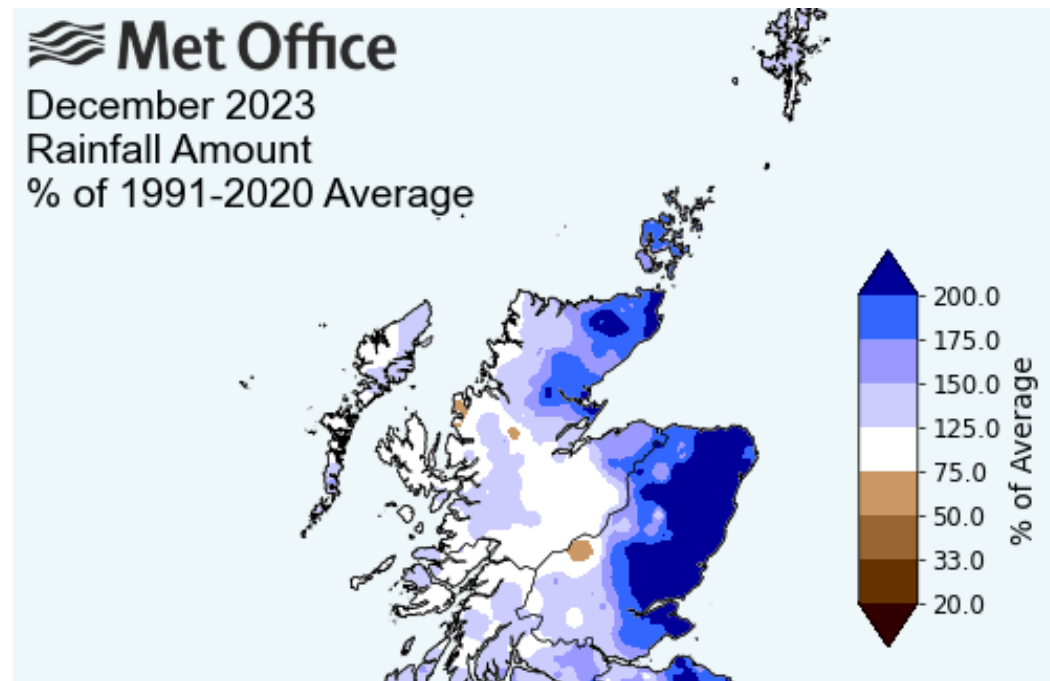 Met Office
December 2023
Rainfall Amount
% of 1991-2020 Average
200.0
175.0
150.0
125.0
75.0
50.0
33.0
20.0
% of Average